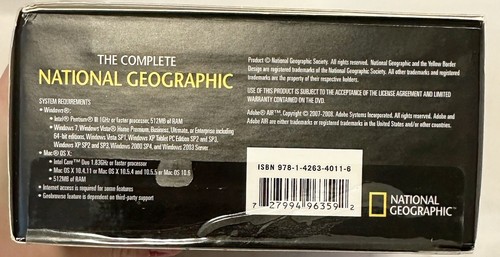 THE COMPLETE
NATIONAL GEOGRAPHIC
SYSTEM REQUIREMENTS
• Windows®:
• Intel® Pentium® III 1GHz or faster processor, 512MB of RAM
• Windows 7, Windows Vista® Home Premium, Business, Ultimate, or Enterprise including
64-bit editions, Windows Vista SP1, Windows XP Tablet PC Edition SP2 and SP3,
Windows XP SP2 and SP3, Windows 2000 SP4, and Windows 2003 Server
• Mac® OS X:
• Intel Core™ Duo 1.83GHz or faster processor
• Mac OS X 10.4.11 or Mac OS X 10.5.4 and 10.5.5 or Mac OS 10.6
• 512MB of RAM
• Internet access is required for some features
• Geobrowse feature is dependent on third-party support
Product © National Geographic Society. All rights reserved. National Geographic and the Yellow Border
Design are registered trademarks of the National Geographic Society. All other trademarks and registered
trademarks are the property of their respective holders.
USE OF THIS PRODUCT IS SUBJECT TO THE ACCEPTANCE OF THE LICENSE AGREEMENT AND LIMITED
WARRANTY CONTAINED ON THE DVD.
Adobe® AIR™, Copyright © 2007-2008. Adobe Systems Incorporated. All rights reserved. Adobe and
Adobe AIR are either trademarks or registered trademarks in the United States and/or other countries.
ISBN 978-1-4263-4011-6
7 27994 96359 2
NATIONAL
GEOGRAPHIC™